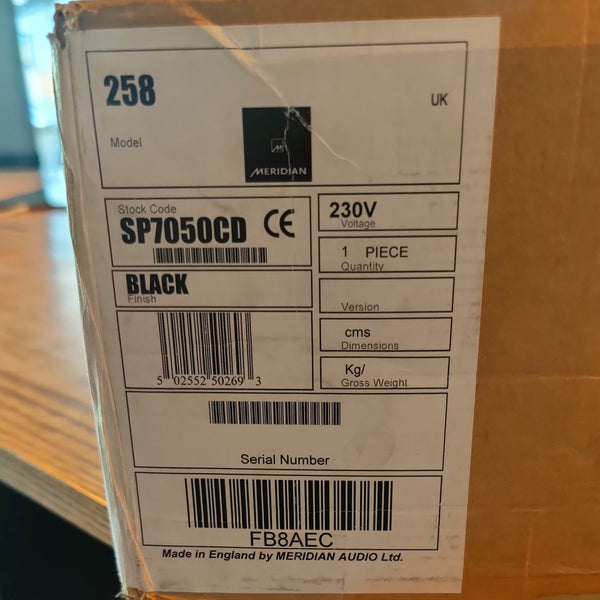 258
UK
Model
MERIDIAN
Stock Code
SP7050CD CE
230V
Voltage
1 PIECE
Quantity
BLACK
Finish
Version
cms
Dimensions
Kg/
Gross Weight
5 02552 50269 3
Serial Number
FB8AEC
Made in England by MERIDIAN AUDIO Ltd.